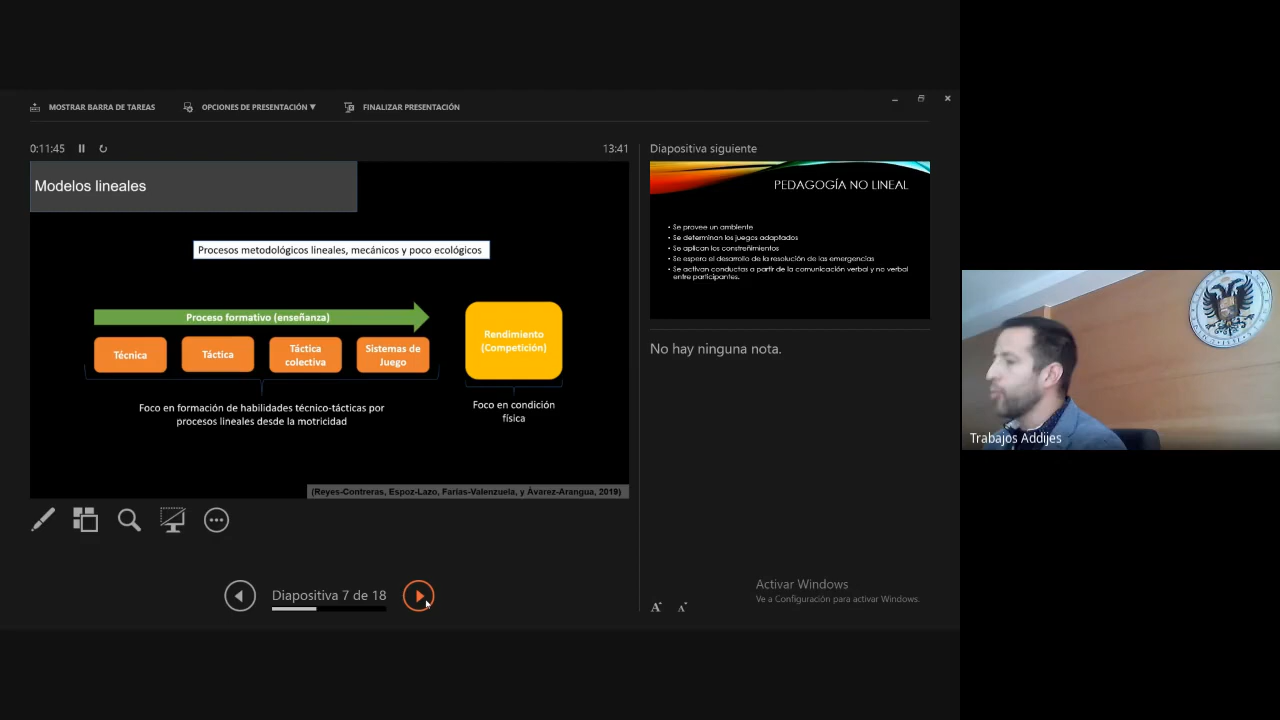 MOSTRAR BARRA DE TAREAS
OPCIONES DE PRESENTACIÓN ▼
FINALIZAR PRESENTACIÓN
0:11:45
13:41
Modelos lineales
Procesos metodológicos lineales, mecánicos y poco ecológicos
Proceso formativo (enseñanza)
Técnica
Táctica
Táctica
colectiva
Sistemas de
Juego
Rendimiento
(Competición)
Foco en formación de habilidades técnico-tácticas por
procesos lineales desde la motricidad
Foco en condición
física
(Reyes-Contreras, Espoz-Lazo, Farías-Valenzuela, y Ávarez-Arangua, 2019)
Diapositiva 7 de 18
Diapositiva siguiente
PEDAGOGÍA NO LINEAL
• Se provee un ambiente
• Se determinan los juegos adaptados
• Se aplican los constreñimientos
• Se espera el desarrollo de la resolución de las emergencias
• Se activan conductas a partir de la comunicación verbal y no verbal
entre participantes.
No hay ninguna nota.
Activar Windows
Ve a Configuración para activar Windows.
A A
Trabajos Addijes